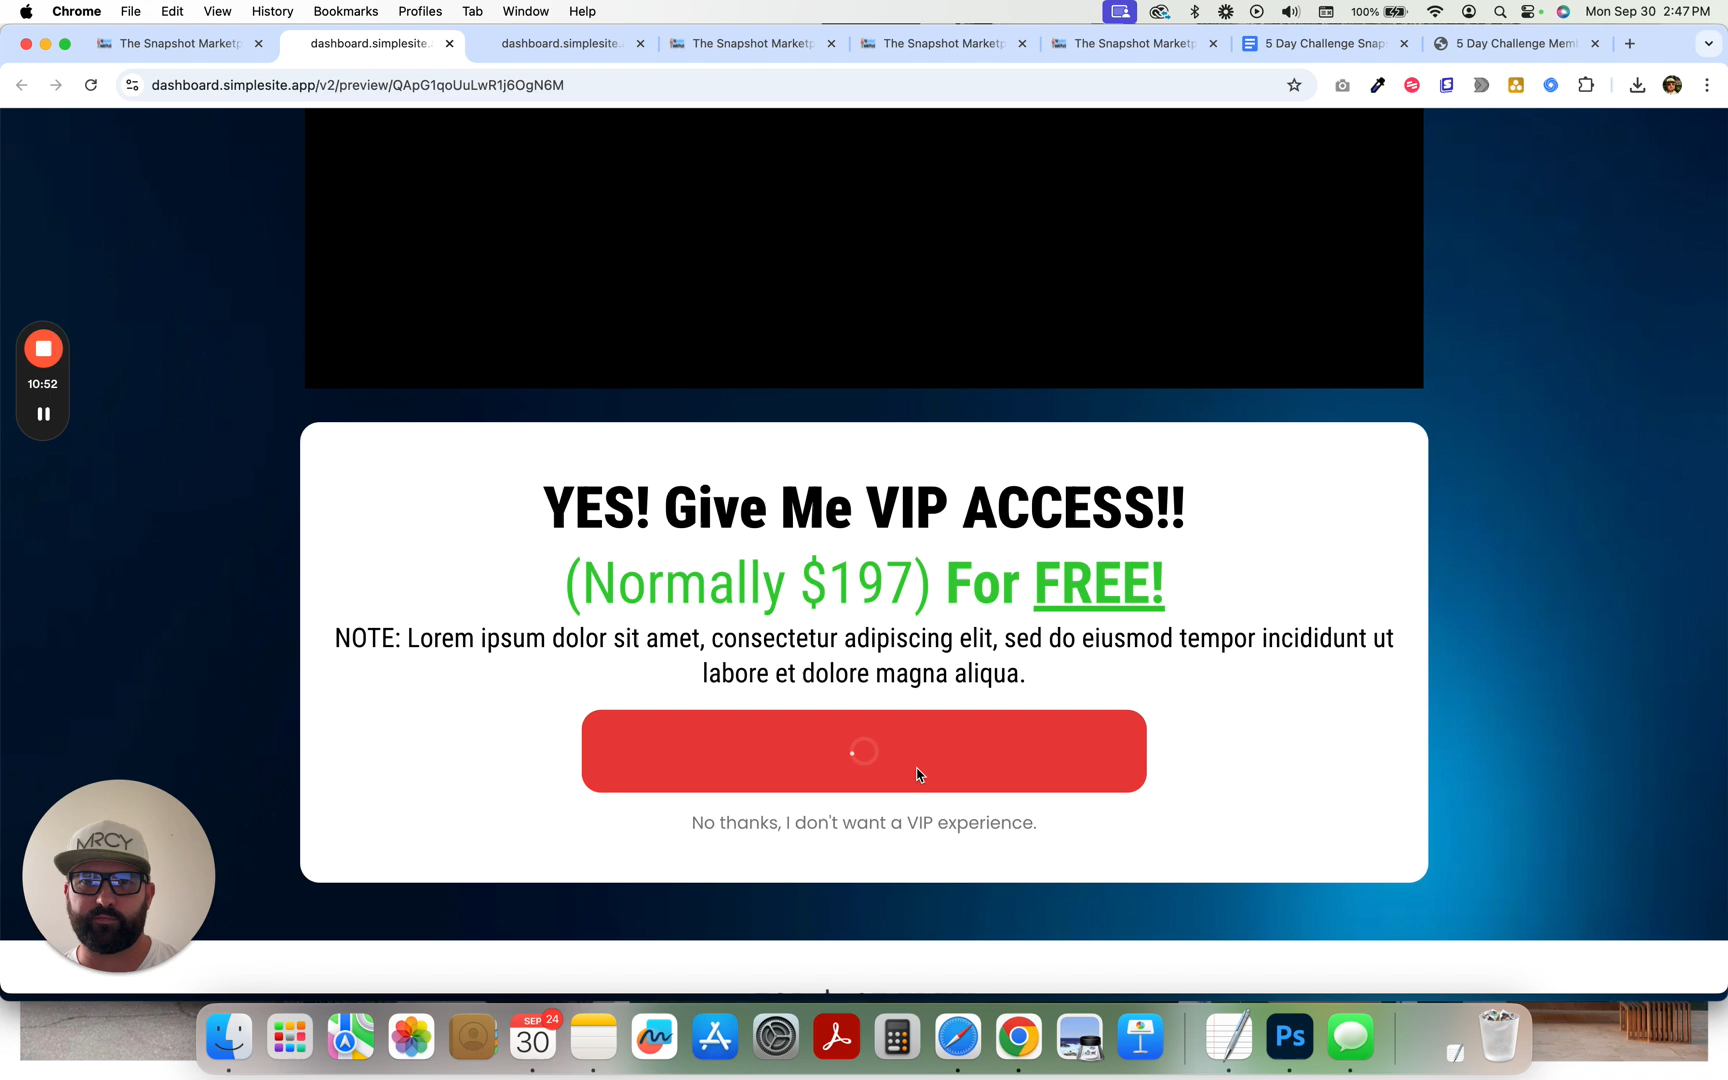 Chrome File Edit View History Bookmarks Profiles Tab Window Help 100% Mon Sep 30 2:47 PM
The Snapshot Marketp dashboard.simplesite. dashboard.simplesite. The Snapshot Marketp The Snapshot Marketp The Snapshot Marketp 5 Day Challenge Snap 5 Day Challenge Mem
dashboard.simplesite.app/v2/preview/QApG1qoUuLwR1j6OgN6M
10:52
YES! Give Me VIP ACCESS!!
(Normally $197) For FREE!
NOTE: Lorem ipsum dolor sit amet, consectetur adipiscing elit, sed do eiusmod tempor incididunt ut
labore et dolore magna aliqua.
No thanks, I don't want a VIP experience.
MRCY
SEP 24
30
Ps